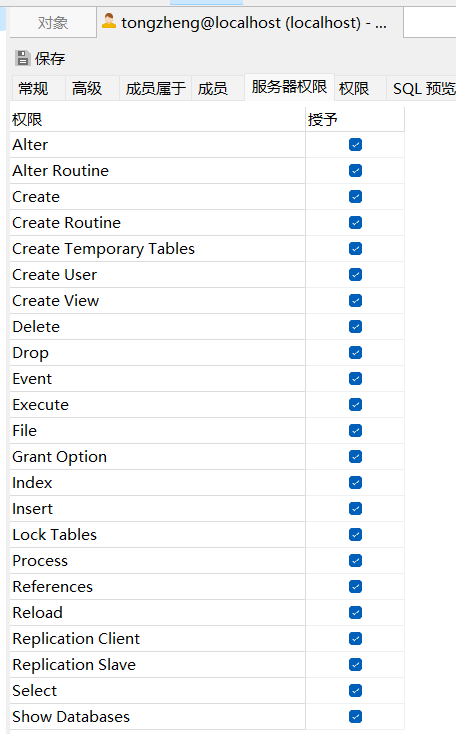 对象
tongzheng@localhost (localhost) - ...
保存
常规 高级 成员属于 成员 服务器权限 权限 SQL 预览
权限 授予
Alter
Alter Routine
Create
Create Routine
Create Temporary Tables
Create User
Create View
Delete
Drop
Event
Execute
File
Grant Option
Index
Insert
Lock Tables
Process
References
Reload
Replication Client
Replication Slave
Select
Show Databases